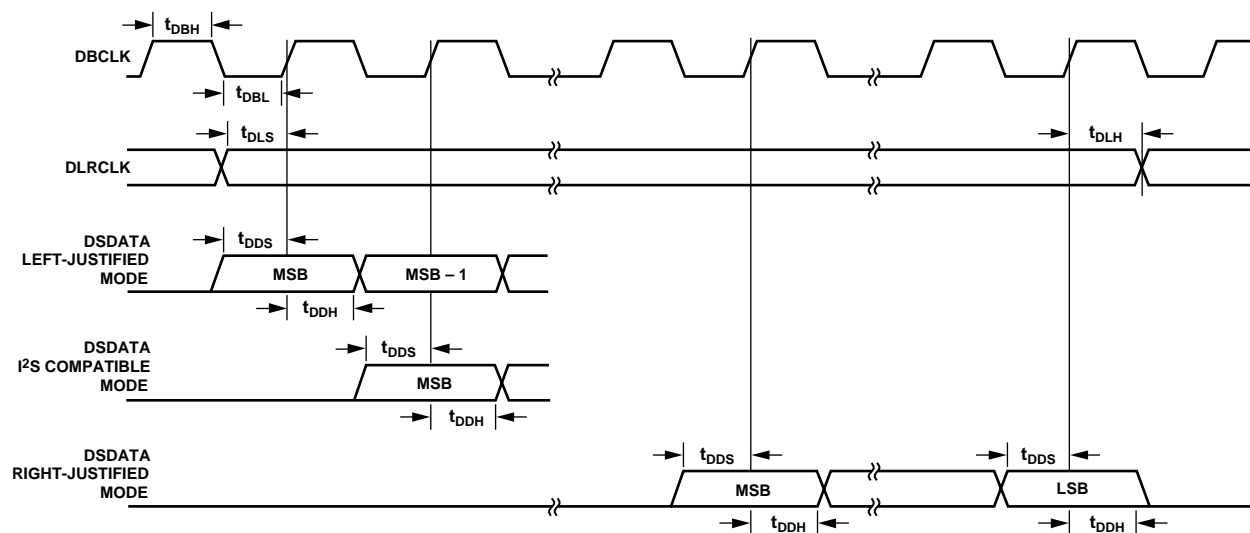 tDBH
DBCLK
tDBL
tDLS
tDLH
DLRCLK
DSDATA
LEFT-JUSTIFIED
MODE
tDDS
MSB
MSB – 1
tDDH
DSDATA
I2S COMPATIBLE
MODE
tDDS
MSB
tDDH
DSDATA
RIGHT-JUSTIFIED
MODE
tDDS
tDDS
MSB
LSB
tDDH
tDDH